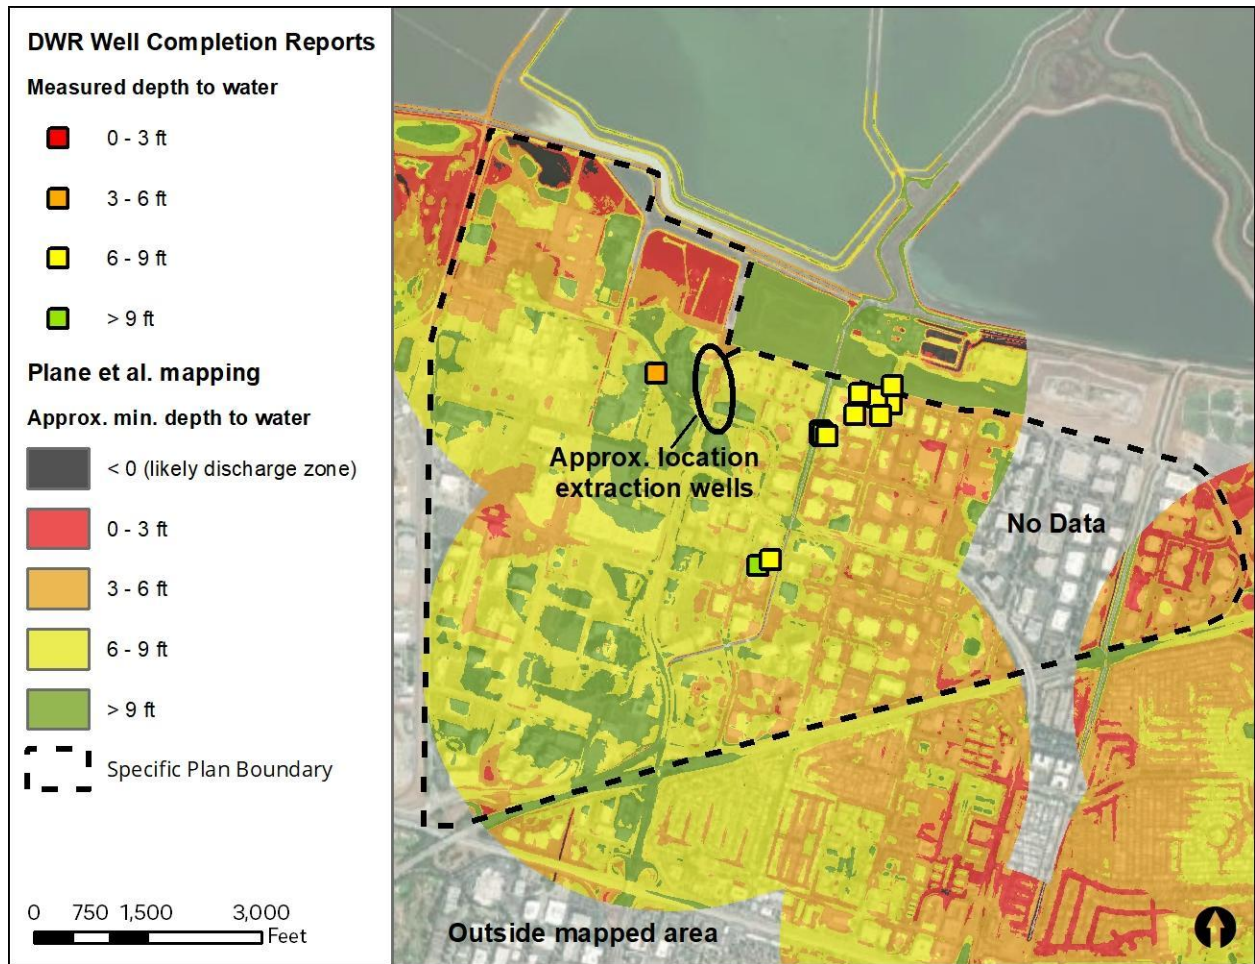 DWR Well Completion Reports
Measured depth to water
0 - 3 ft
3 - 6 ft
6 - 9 ft
> 9 ft
Plane et al. mapping
Approx. min. depth to water
< 0 (likely discharge zone)
0 - 3 ft
3 - 6 ft
6 - 9 ft
> 9 ft
Specific Plan Boundary
0 750 1,500 3,000
Feet
Approx. location
extraction wells
No Data
Outside mapped area